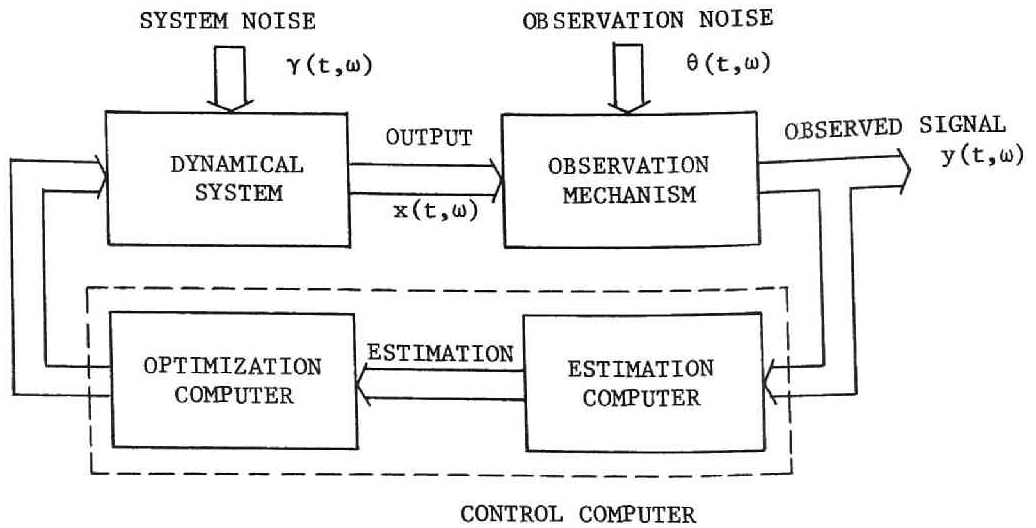 SYSTEM NOISE
γ(t,ω)
OBSERVATION NOISE
θ(t,ω)
DYNAMICAL
SYSTEM
OUTPUT
x(t,ω)
OBSERVATION
MECHANISM
OBSERVED SIGNAL
y(t,ω)
OPTIMIZATION
COMPUTER
ESTIMATION
ESTIMATION
COMPUTER
CONTROL COMPUTER